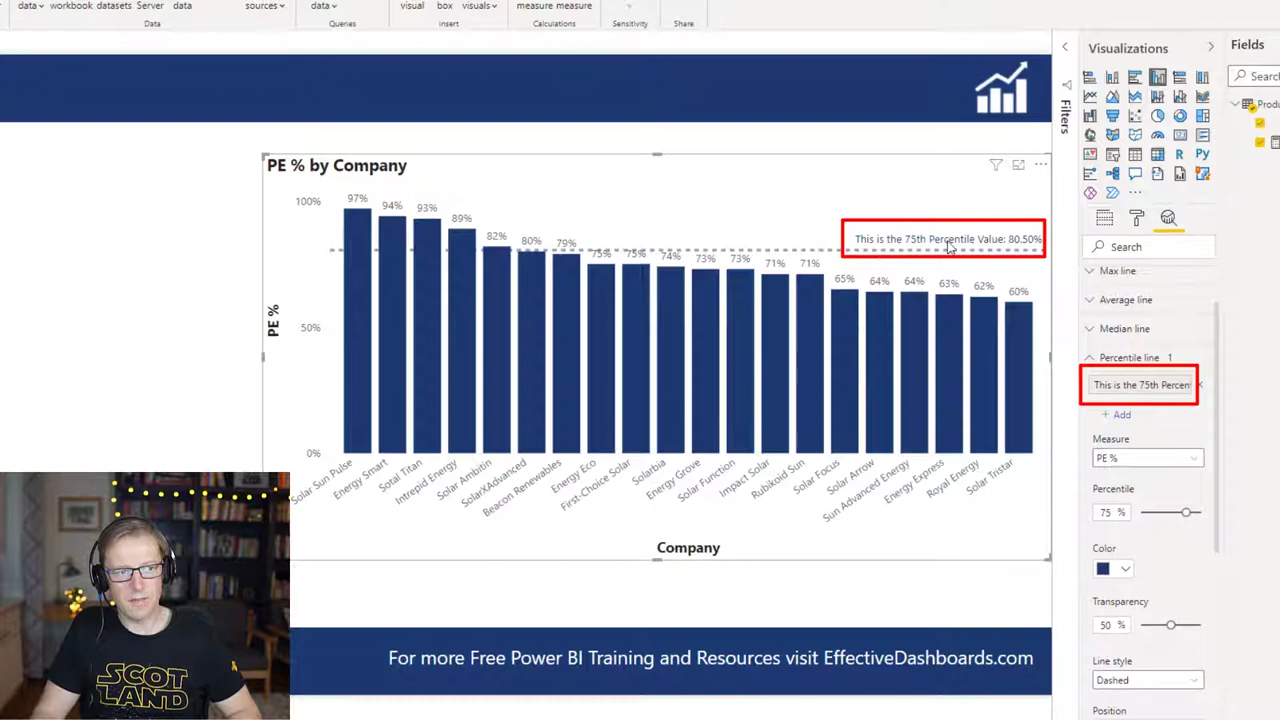 data
workbook datasets Server data
sources
data
visual box visuals
measure measure
Data
Queries
insert
Calculations
Sensitivity
Share
Visualizations
Fields
Search
Filters
Produ
PE % by Company
100%
50%
0%
PE %
97%
94%
93%
89%
82%
80%
79%
75%
75%
74%
73%
73%
71%
71%
65%
64%
64%
63%
62%
60%
This is the 75th Percentile Value: 80.50%
Solar Sun Pulse
Energy Smart
Soral Titan
Intrepid Energy
Solar Ambitin
SolarXAdvanced
Beacon Renewables
Energy Eco
First-Choice Solar
Solarbia
Energy Grove
Solar Function
Impact Solar
Rubikoid Sun
Solar Focus
Solar Arrow
Sun Advanced Energy
Energy Express
Royal Energy
Solar Tristar
Company
R
Py
Search
Max line
Average line
Median line
Percentile line 1
This is the 75th Percen
+ Add
Measure
PE %
Percentile
75 %
Color
Transparency
50 %
Line style
Dashed
Position
SCOT
LAND
For more Free Power BI Training and Resources visit EffectiveDashboards.com